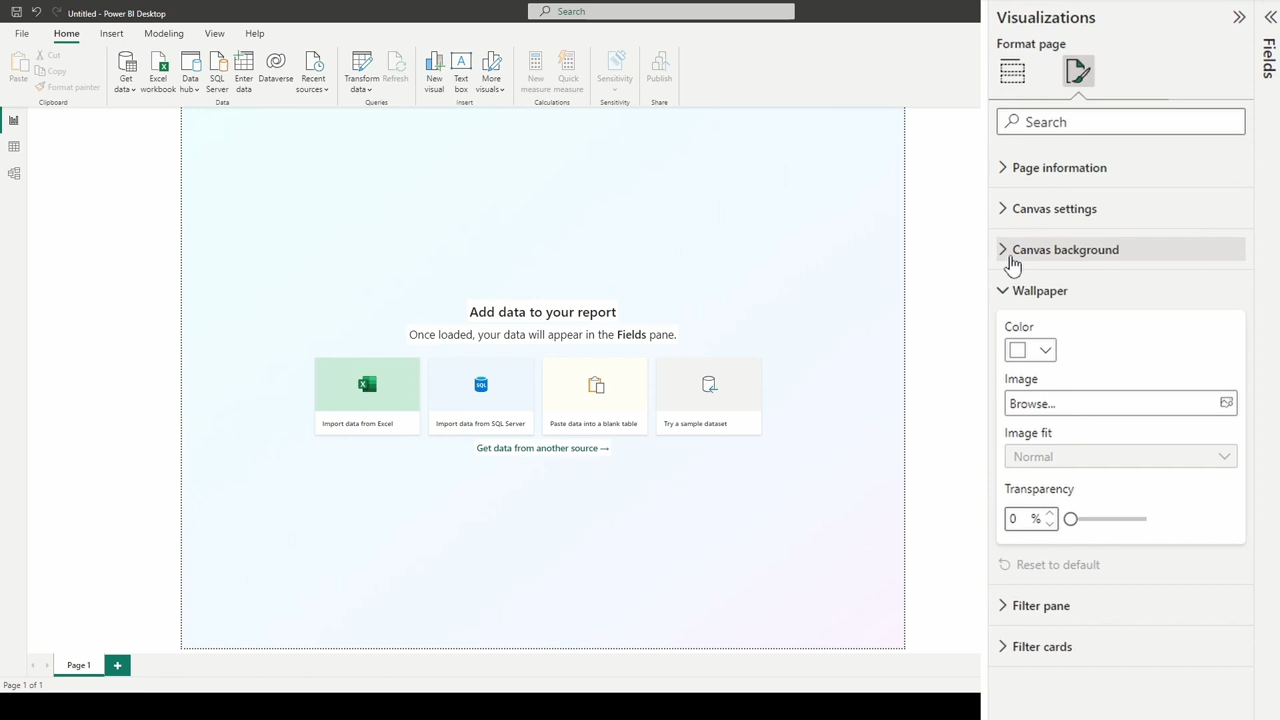 Untitled - Power BI Desktop
Search
File Home Insert Modeling View Help
Paste
Cut
Copy
Format painter
Clipboard
Get data
Excel workbook
Data hub
SQL Server
Enter data
Dataverse
Recent sources
Data
Transform data
Refresh
Queries
New visual
Text box
More visuals
Insert
New measure
Quick measure
Calculations
Sensitivity
Sensitivity
Publish
Share
Add data to your report
Once loaded, your data will appear in the Fields pane.
Import data from Excel
SQL
Import data from SQL Server
Paste data into a blank table
Try a sample dataset
Get data from another source →
Page 1
Page 1 of 1
Visualizations
Format page
Search
Page information
Canvas settings
Canvas background
Wallpaper
Color
Image
Browse...
Image fit
Normal
Transparency
0 %
Reset to default
Filter pane
Filter cards
Fields